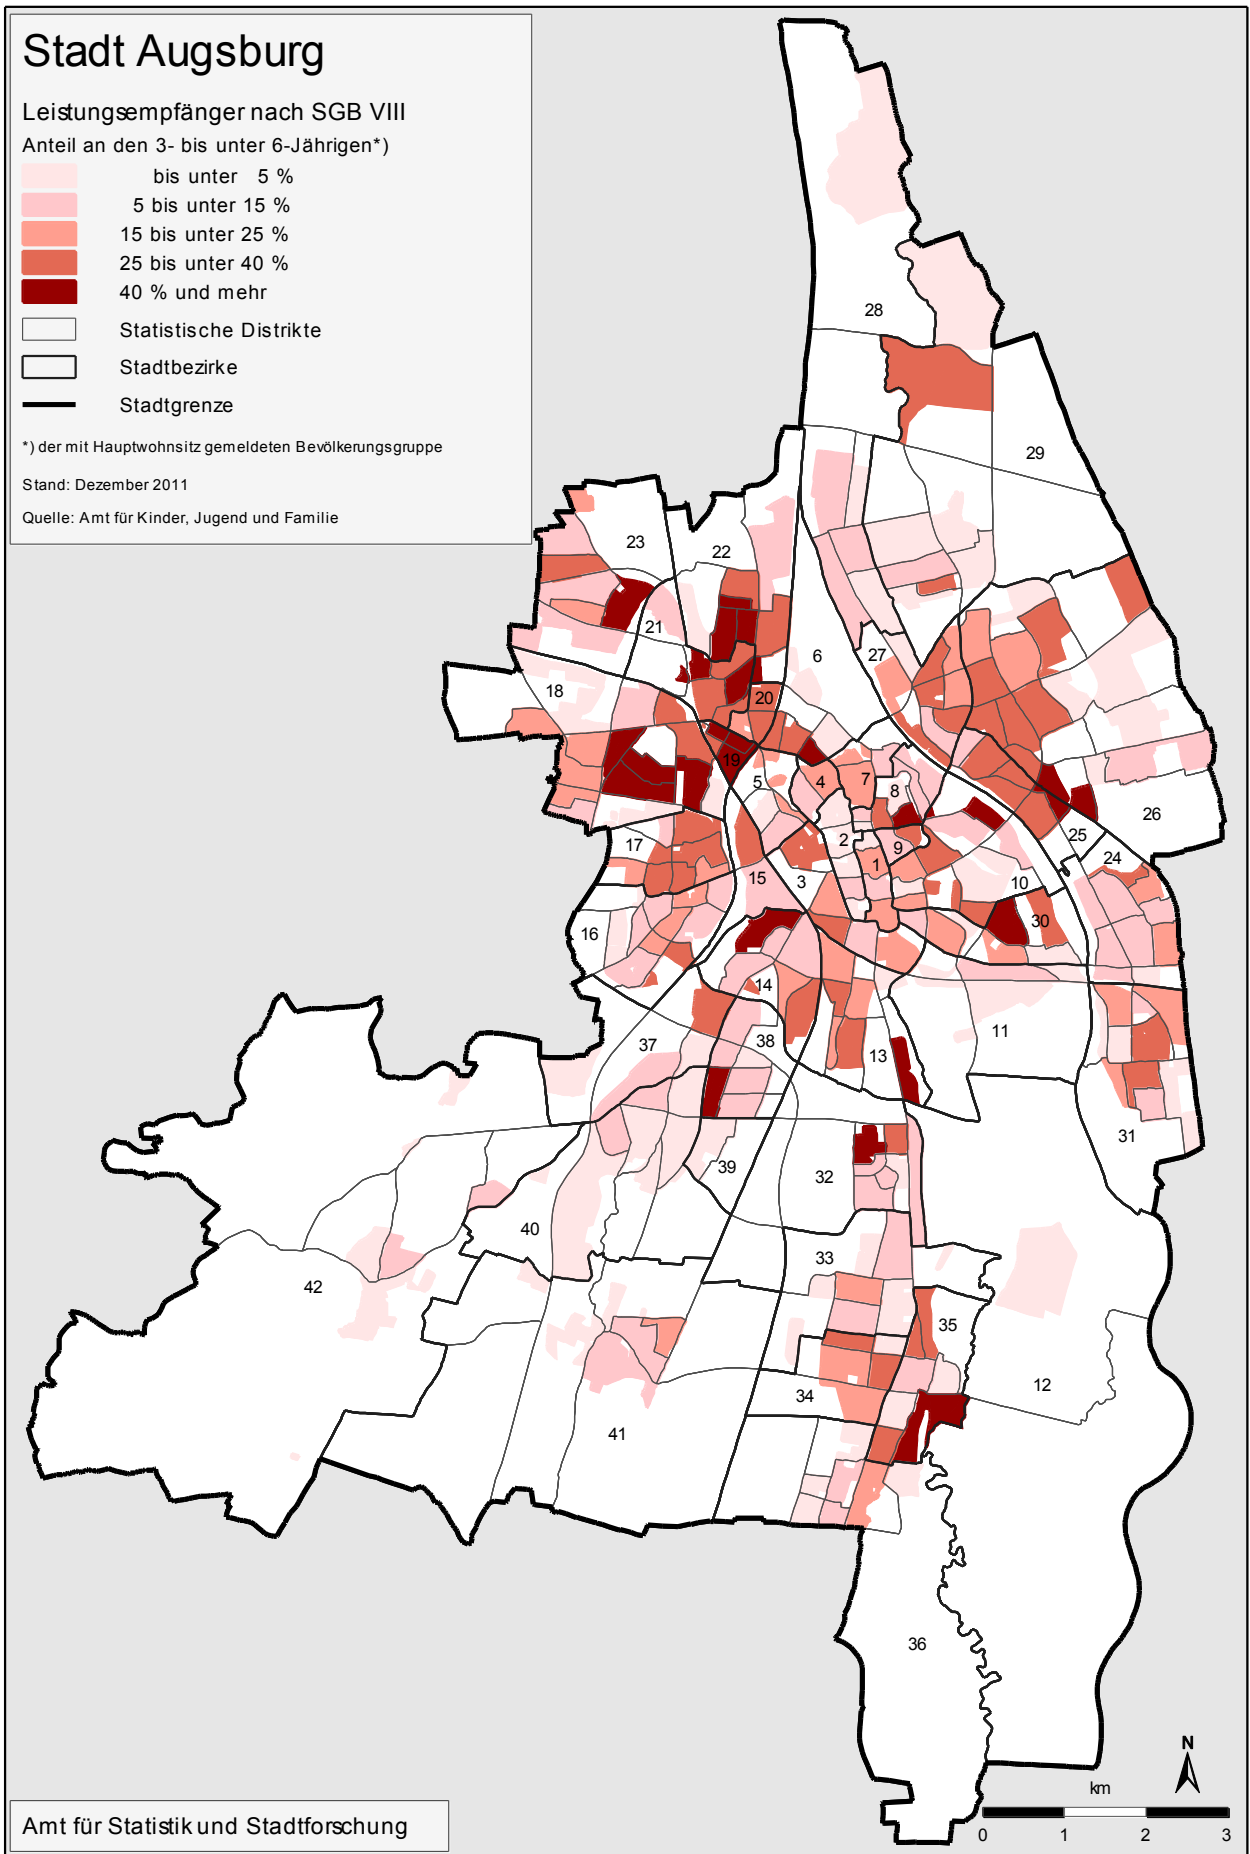 Stadt Augsburg
Leistungsempfänger nach SGB VIII
Anteil an den 3- bis unter 6-Jährigen*)
bis unter 5 %
5 bis unter 15 %
15 bis unter 25 %
25 bis unter 40 %
40 % und mehr
Statistische Distrikte
Stadtbezirke
Stadtgrenze
*) der mit Hauptwohnsitz gemeldeten Bevölkerungsgruppe
Stand: Dezember 2011
Quelle: Amt für Kinder, Jugend und Familie
28
29
23
22
21
6
27
18
20
19
5
4
7
8
26
17
2
25
9
24
1
15
3
10
30
16
14
11
37
38
13
31
39
32
40
33
42
35
12
34
41
36
N
km
0 1 2 3
Amt für Statistik und Stadtforschung